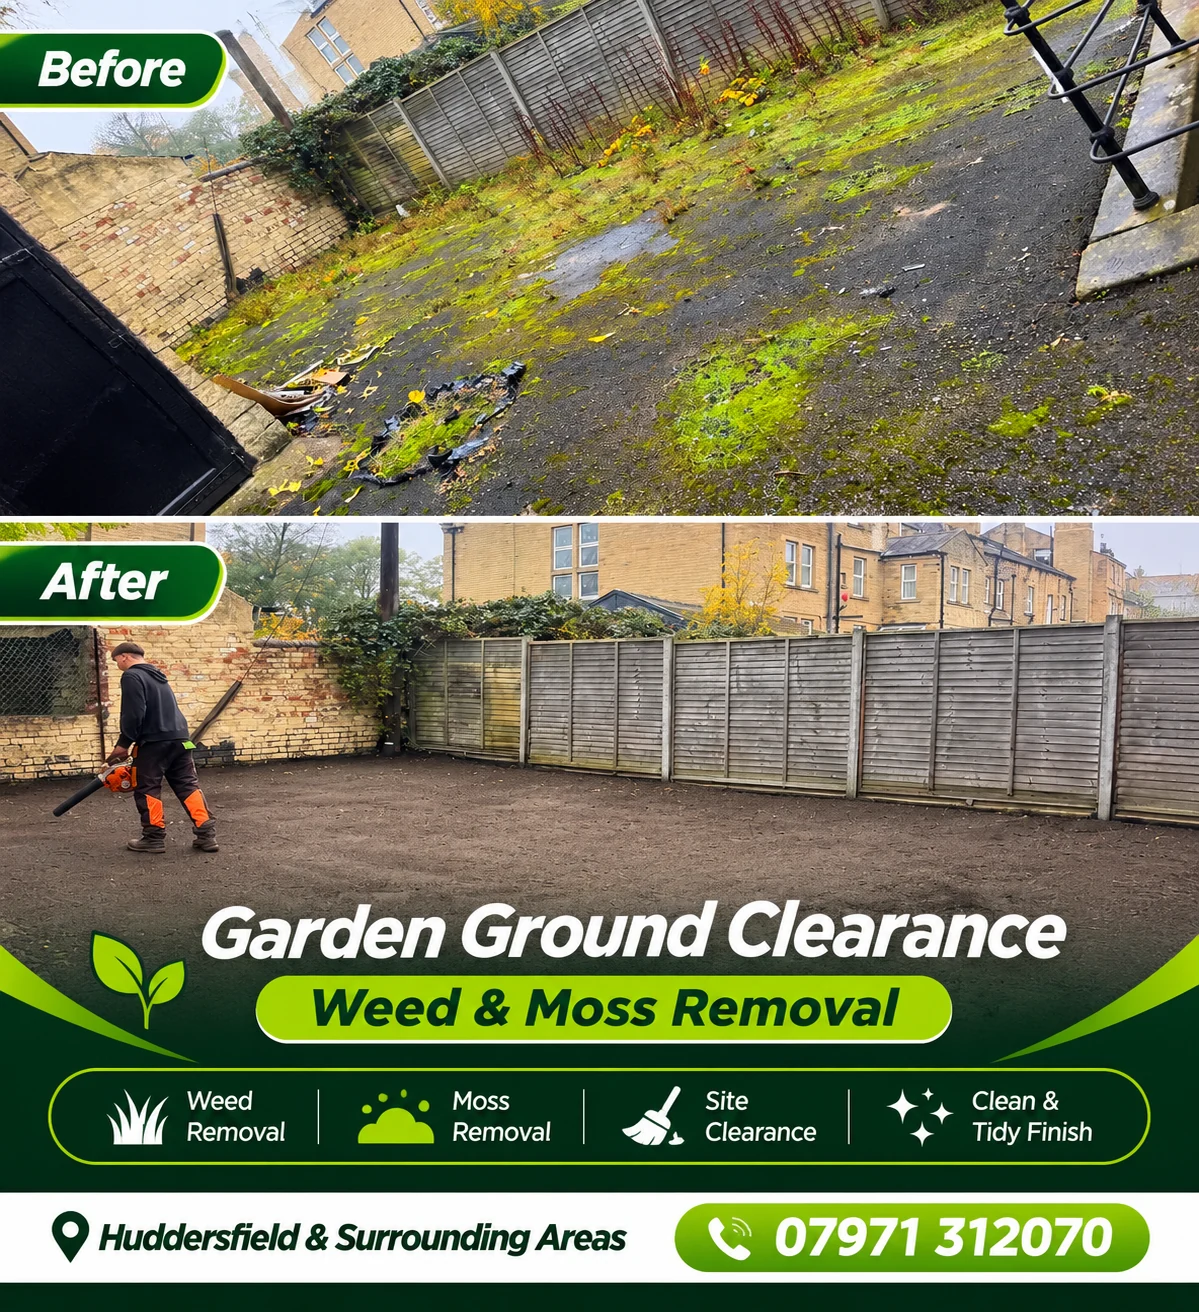 Before
After
Garden Ground Clearance
Weed & Moss Removal
Weed
Removal
Moss
Removal
Site
Clearance
Clean &
Tidy Finish
Huddersfield & Surrounding Areas
07971 312070